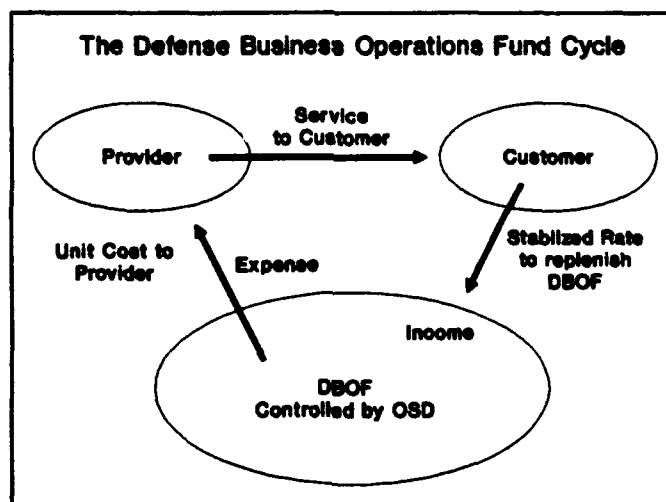 The Defense Business Operations Fund Cycle
Service
to Customer
Provider
Customer
Unit Cost to
Provider
Expense
Stablized Rate
to replenish
DBOF
Income
DBOF
Controlled by OSD